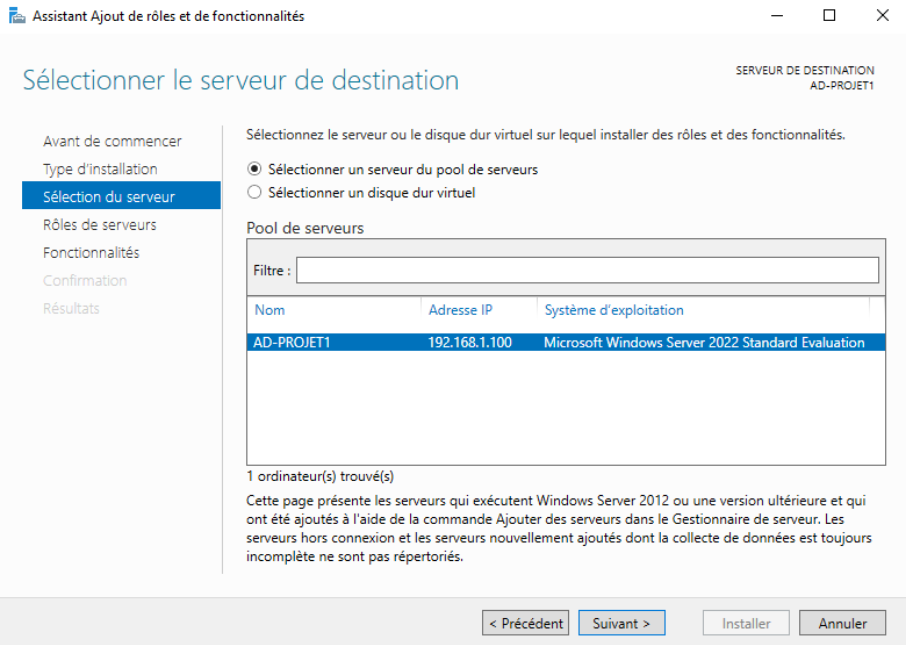 Assistant Ajout de rôles et de fonctionnalités
Sélectionner le serveur de destination
SERVEUR DE DESTINATION
AD-PROJET1
Avant de commencer
Type d'installation
Sélection du serveur
Rôles de serveurs
Fonctionnalités
Confirmation
Résultats
Sélectionnez le serveur ou le disque dur virtuel sur lequel installer des rôles et des fonctionnalités.
Sélectionner un serveur du pool de serveurs
Sélectionner un disque dur virtuel
Pool de serveurs
Filtre :
Nom Adresse IP Système d'exploitation
AD-PROJET1 192.168.1.100 Microsoft Windows Server 2022 Standard Evaluation
1 ordinateur(s) trouvé(s)
Cette page présente les serveurs qui exécutent Windows Server 2012 ou une version ultérieure et qui
ont été ajoutés à l'aide de la commande Ajouter des serveurs dans le Gestionnaire de serveur. Les
serveurs hors connexion et les serveurs nouvellement ajoutés dont la collecte de données est toujours
incomplète ne sont pas répertoriés.
< Précédent Suivant > Installer Annuler